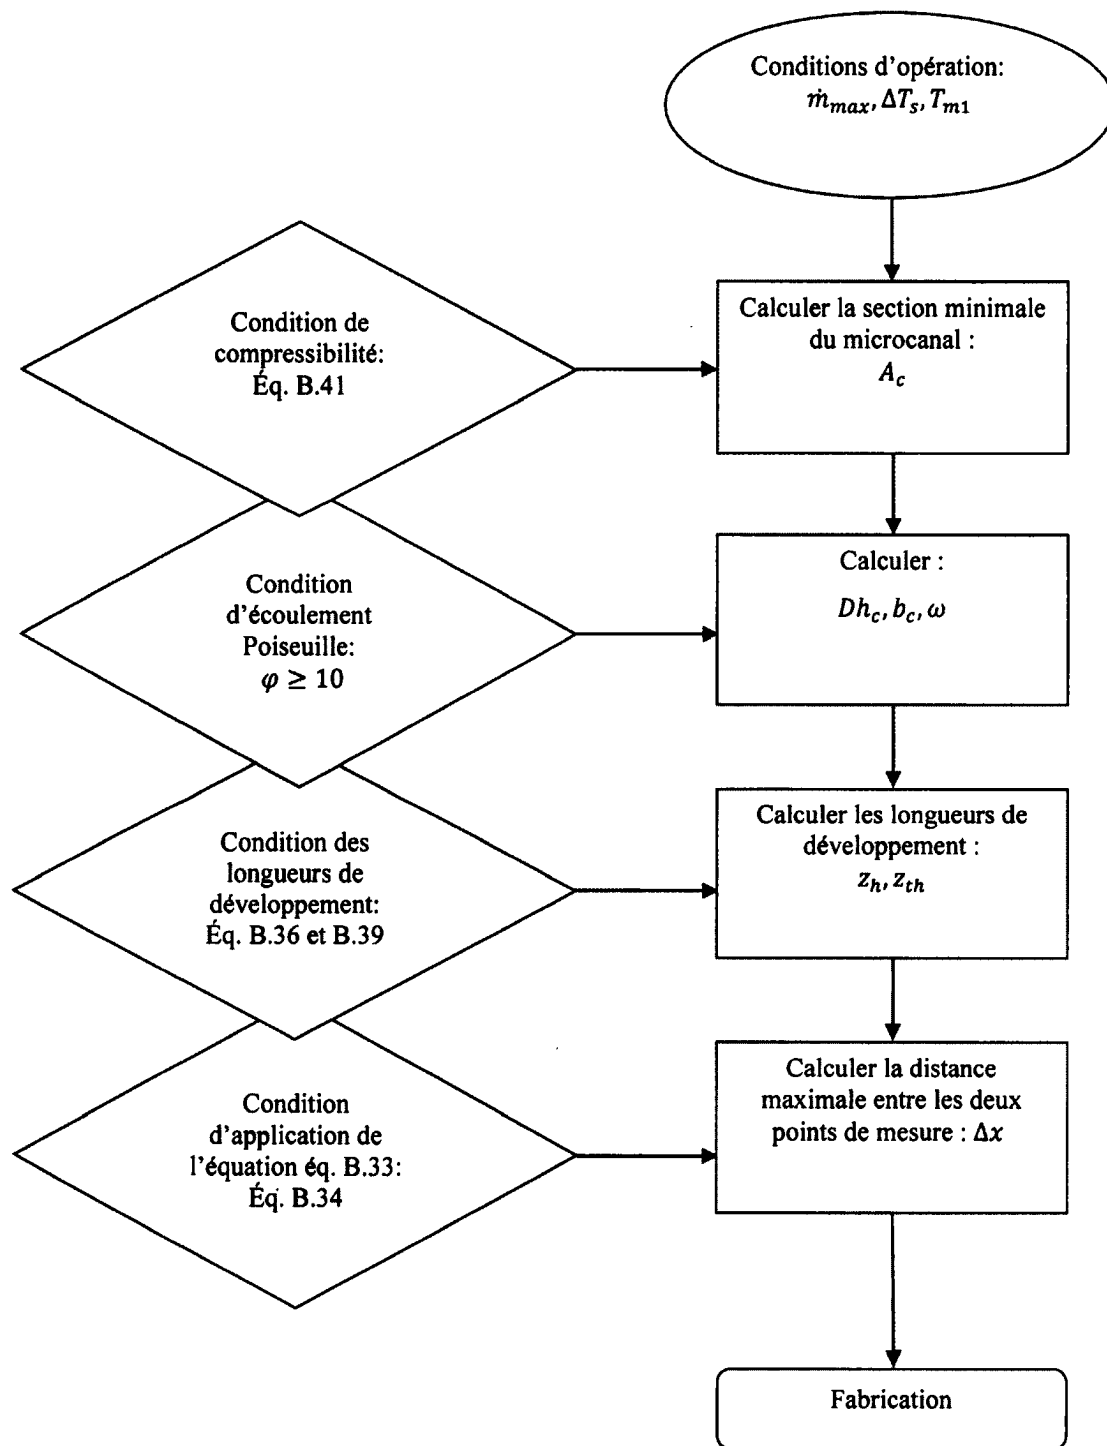 Conditions d'opération:
ṁ_max, ΔT_s, T_m1
Condition de
compressibilité:
Éq. B.41
Calculer la section minimale
du microcanal :
A_c
Condition
d'écoulement
Poiseuille:
φ ≥ 10
Calculer :
Dh_c, b_c, ω
Condition des
longueurs de
développement:
Éq. B.36 et B.39
Calculer les longueurs de
développement :
z_h, z_th
Condition
d'application de
l'équation éq. B.33:
Éq. B.34
Calculer la distance
maximale entre les deux
points de mesure : Δx
Fabrication